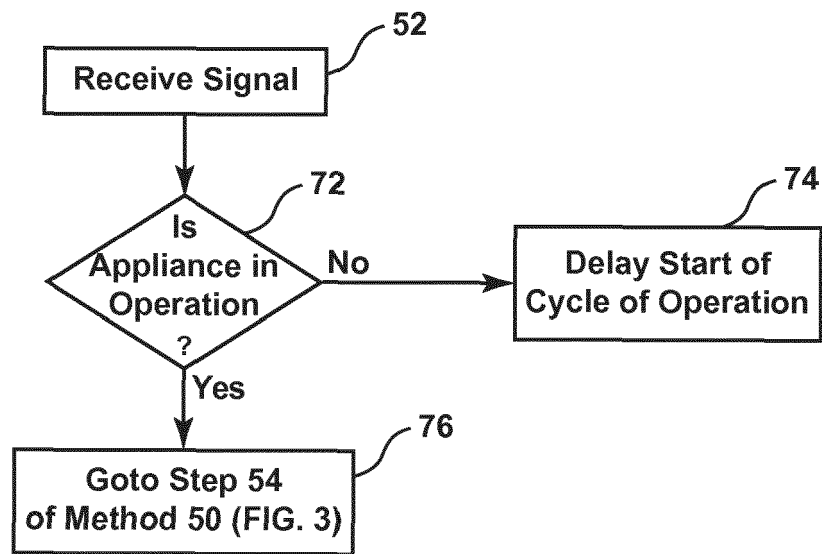 52
Receive Signal
72
Is
Appliance in
Operation
?
No
74
Delay Start of
Cycle of Operation
Yes
76
Goto Step 54
of Method 50 (FIG. 3)